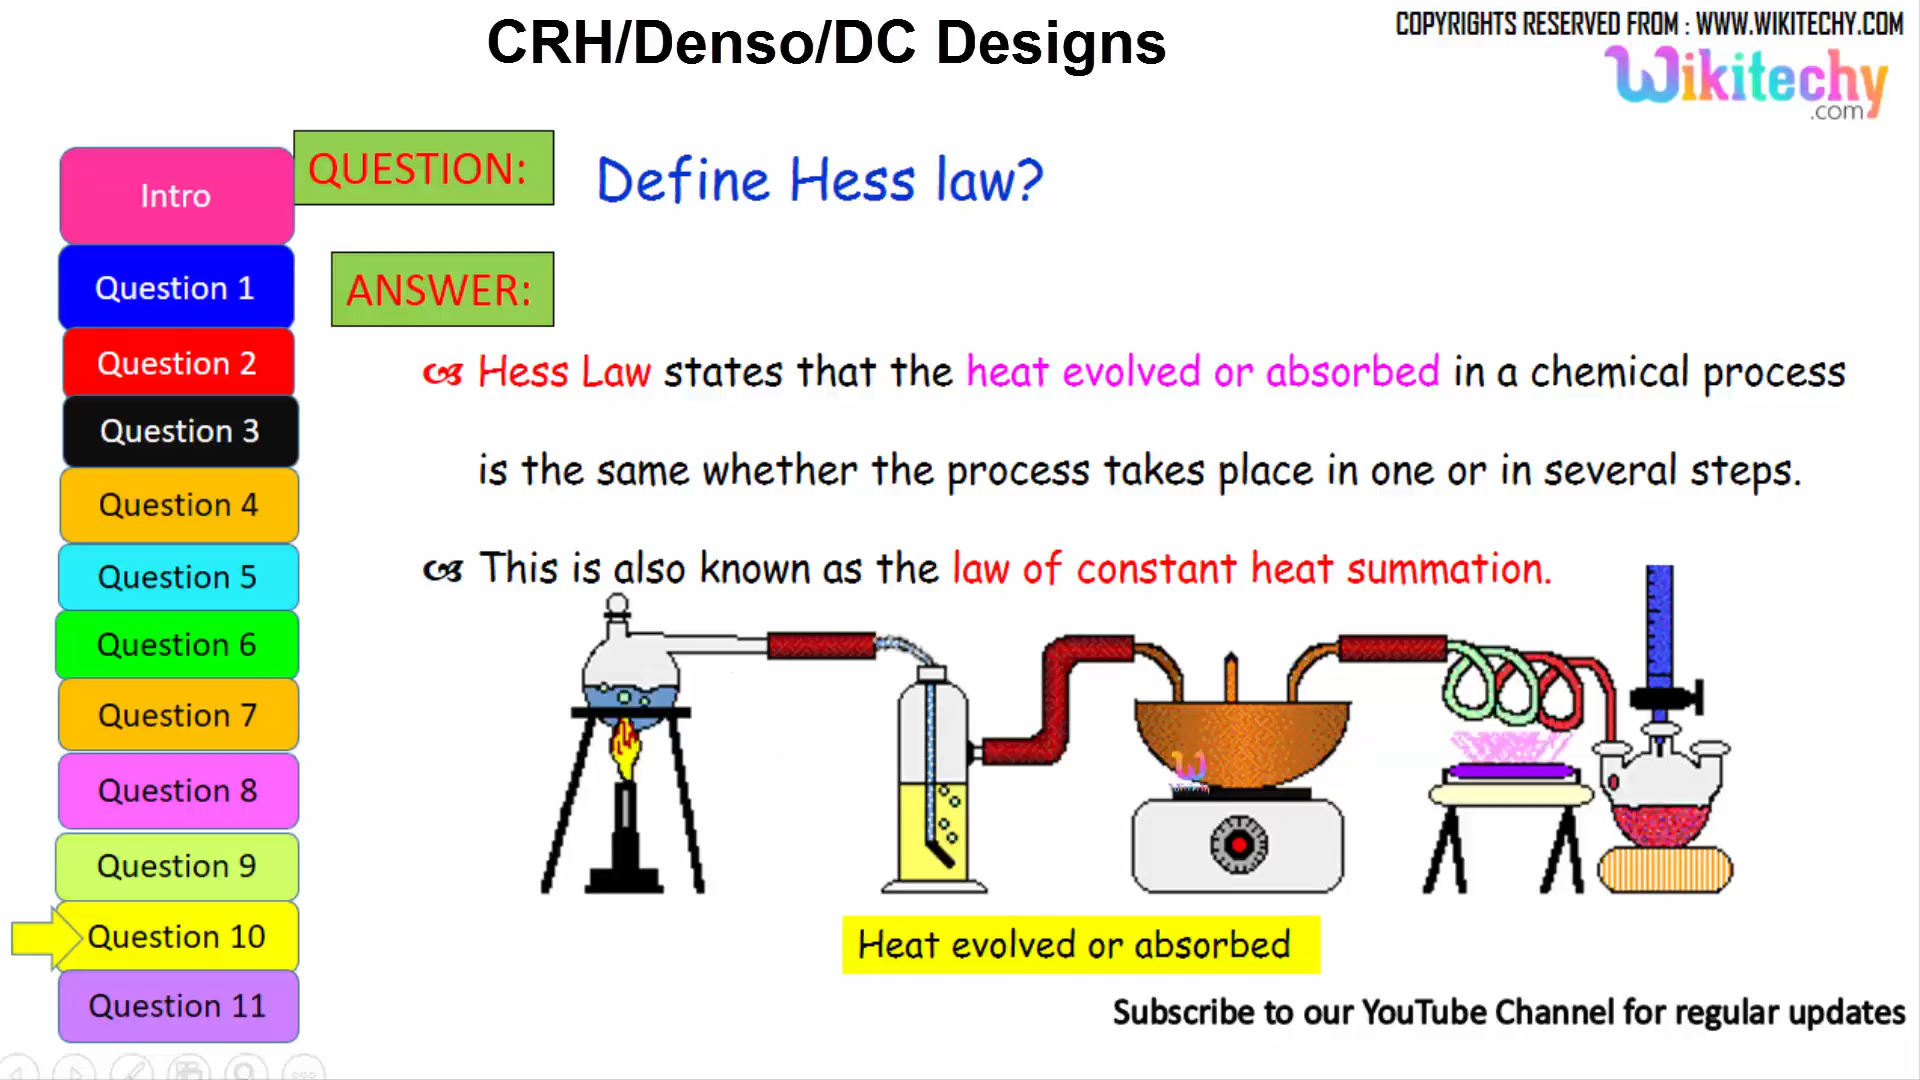 CRH/Denso/DC Designs
COPYRIGHTS RESERVED FROM : WWW.WIKITECHY.COM
Wikitechy
.com
QUESTION:
Define Hess law?
ANSWER:
Hess Law states that the heat evolved or absorbed in a chemical process
is the same whether the process takes place in one or in several steps.
This is also known as the law of constant heat summation.
Heat evolved or absorbed
Subscribe to our YouTube Channel for regular updates
Intro
Question 1
Question 2
Question 3
Question 4
Question 5
Question 6
Question 7
Question 8
Question 9
Question 10
Question 11